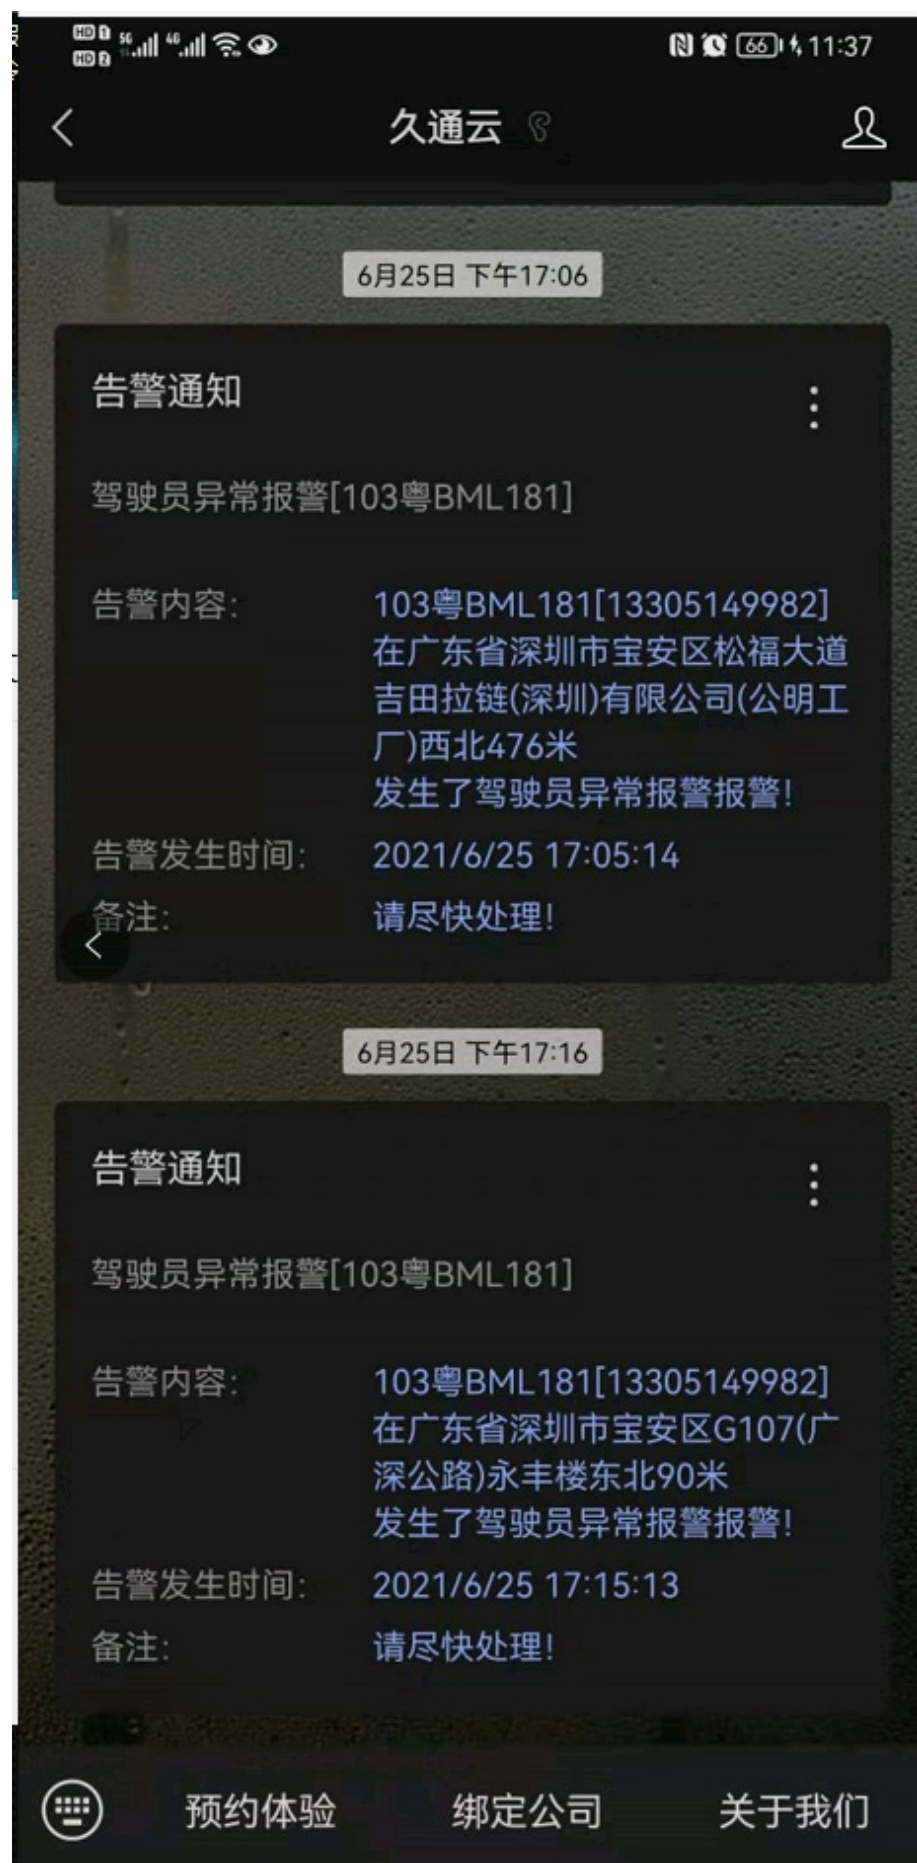 HD 1 5G 4G 66 11:37
HD 2
久通云
6月25日 下午17:06
告警通知
驾驶员异常报警[103粤BML181]
告警内容: 103粤BML181[13305149982]
在广东省深圳市宝安区松福大道
吉田拉链(深圳)有限公司(公明工
厂)西北476米
发生了驾驶员异常报警报警!
告警发生时间: 2021/6/25 17:05:14
备注: 请尽快处理!
6月25日 下午17:16
告警通知
驾驶员异常报警[103粤BML181]
告警内容: 103粤BML181[13305149982]
在广东省深圳市宝安区G107(广
深公路)永丰楼东北90米
发生了驾驶员异常报警报警!
告警发生时间: 2021/6/25 17:15:13
备注: 请尽快处理!
预约体验 绑定公司 关于我们